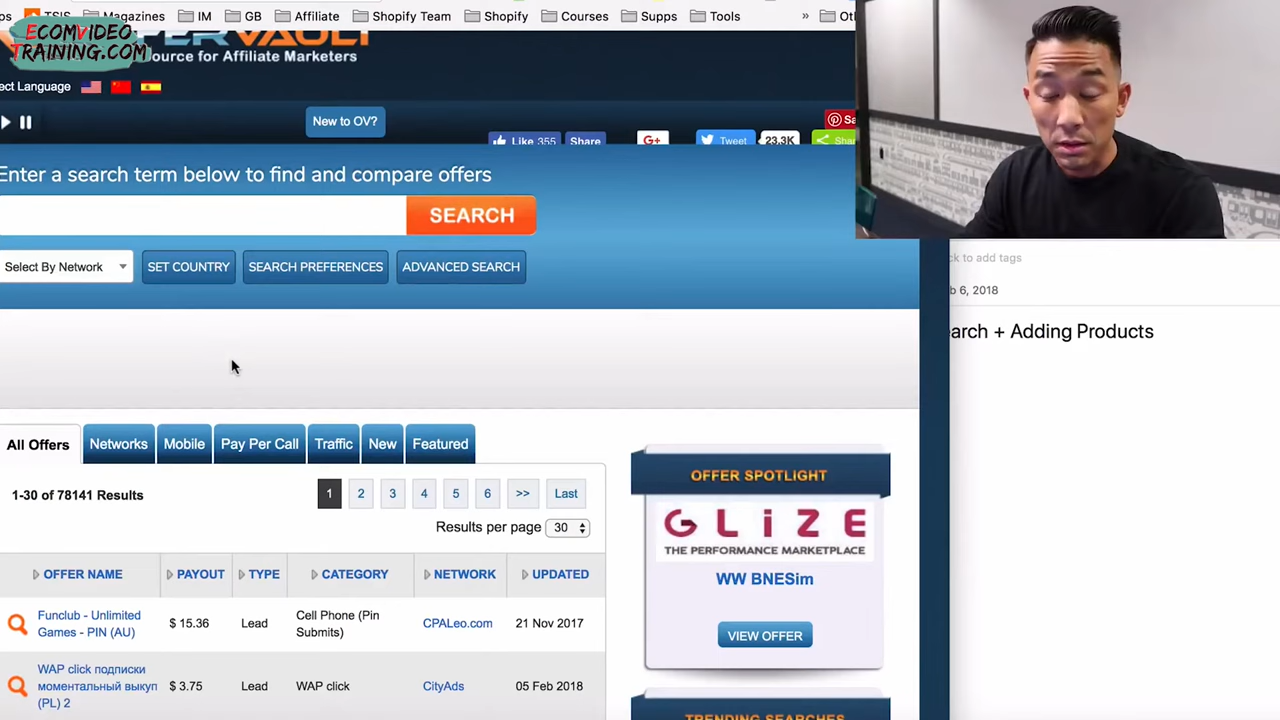 TSIS Magazines IM GB Affiliate Shopify Team Shopify Courses Supps Tools »
ECOMVIDEO
TRAINING.COM
VAULT
ource for Affiliate Marketers
ect Language
New to OV?
Like 355 Share
G+
Tweet 23.3K
Enter a search term below to find and compare offers
SEARCH
Select By Network
SET COUNTRY
SEARCH PREFERENCES
ADVANCED SEARCH
ck to add tags
b 6, 2018
earch + Adding Products
All Offers Networks Mobile Pay Per Call Traffic New Featured
1-30 of 78141 Results
1 2 3 4 5 6 >> Last
Results per page 30
OFFER NAME PAYOUT TYPE CATEGORY NETWORK UPDATED
Funclub - Unlimited
Games - PIN (AU)
$ 15.36
Lead
Cell Phone (Pin
Submits)
CPALeo.com
21 Nov 2017
WAP click подписки
моментальный выкуп
(PL) 2
$ 3.75
Lead
WAP click
CityAds
05 Feb 2018
OFFER SPOTLIGHT
GLiZE
THE PERFORMANCE MARKETPLACE
WW BNESim
VIEW OFFER
TRENDING SEARCHES